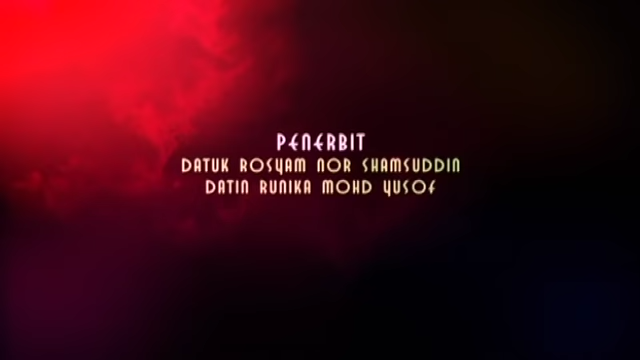 PENERBIT
DATUK ROSYAM NOR SHAMSUDDIN
DATIN RUNIKA MOHD YUSOF